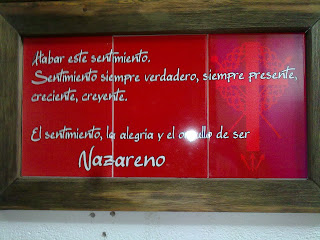 Alabar este sentimiento.
Sentimiento siempre verdadero, siempre presente,
creciente, creyente.
El sentimiento, la alegria y el orgullo de ser
Nazareno